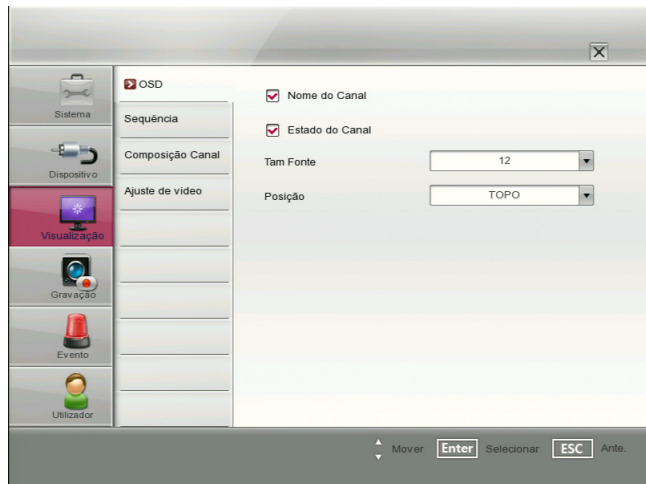 Sistema
Dispositivo
Visualização
Gravação
Evento
Utilizador
OSD
Sequência
Composição Canal
Ajuste de vídeo
Nome do Canal
Estado do Canal
Tam Fonte
12
Posição
TOPO
Mover
Enter
Selecionar
ESC
Ante.